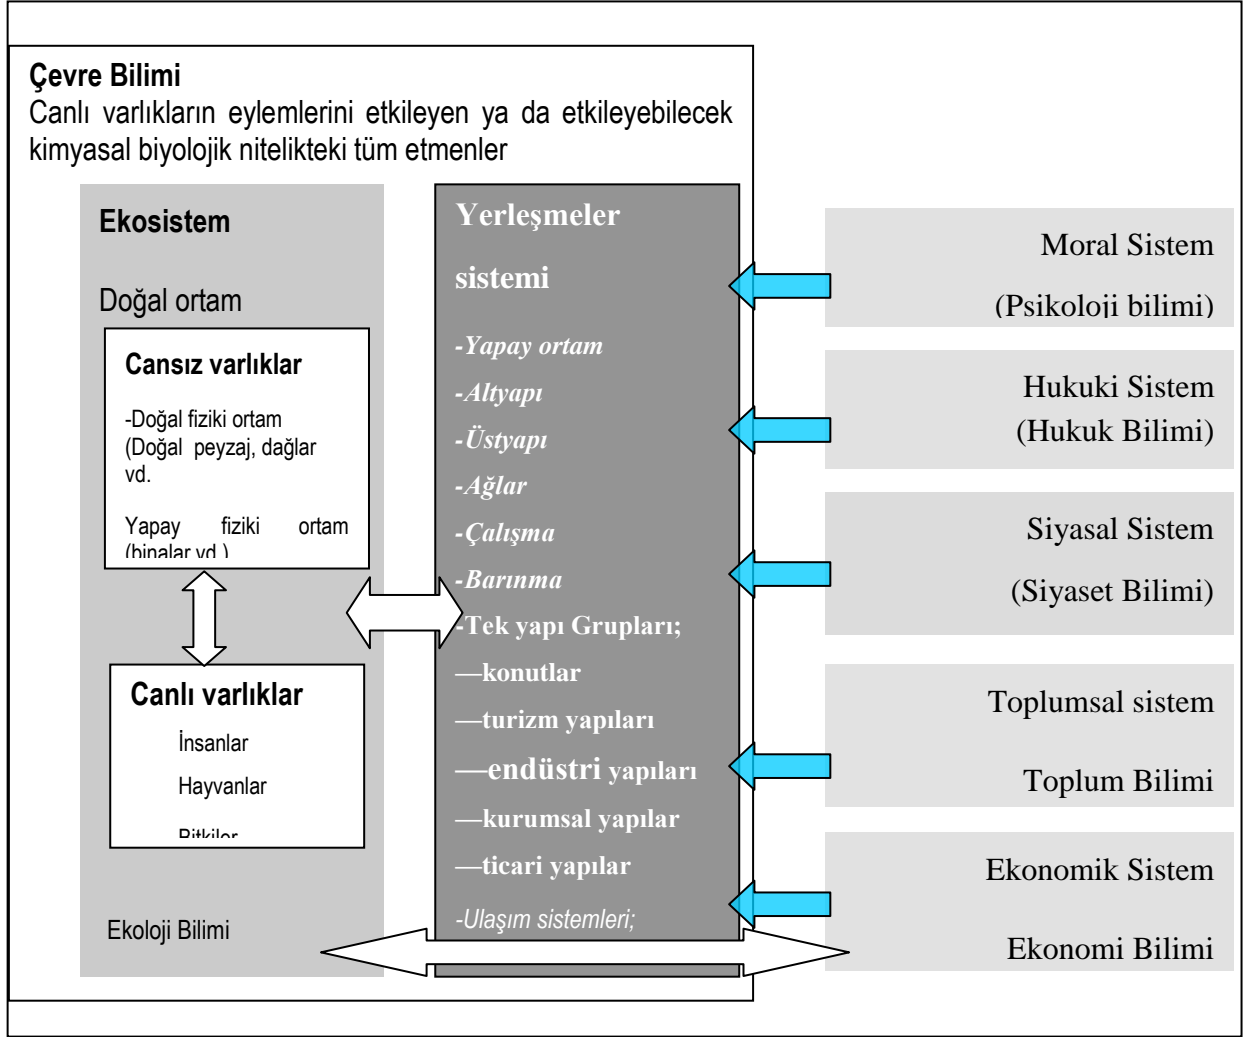 Çevre Bilimi
Canlı varlıkların eylemlerini etkileyen ya da etkileyebilecek
kimyasal biyolojik nitelikteki tüm etmenler
Ekosistem
Doğal ortam
Cansız varlıklar
-Doğal fiziki ortam
(Doğal peyzaj, dağlar
vd.
Yapay fiziki ortam
(binalar vd.)
Canlı varlıklar
İnsanlar
Hayvanlar
Bitkiler
Ekoloji Bilimi
Yerleşmeler
sistemi
-Yapay ortam
-Altyapı
-Üstyapı
-Ağlar
-Çalışma
-Barınma
-Tek yapı Grupları;
—konutlar
—turizm yapıları
—endüstri yapıları
—kurumsal yapılar
—ticari yapılar
-Ulaşım sistemleri;
Moral Sistem
(Psikoloji bilimi)
Hukuki Sistem
(Hukuk Bilimi)
Siyasal Sistem
(Siyaset Bilimi)
Toplumsal sistem
Toplum Bilimi
Ekonomik Sistem
Ekonomi Bilimi